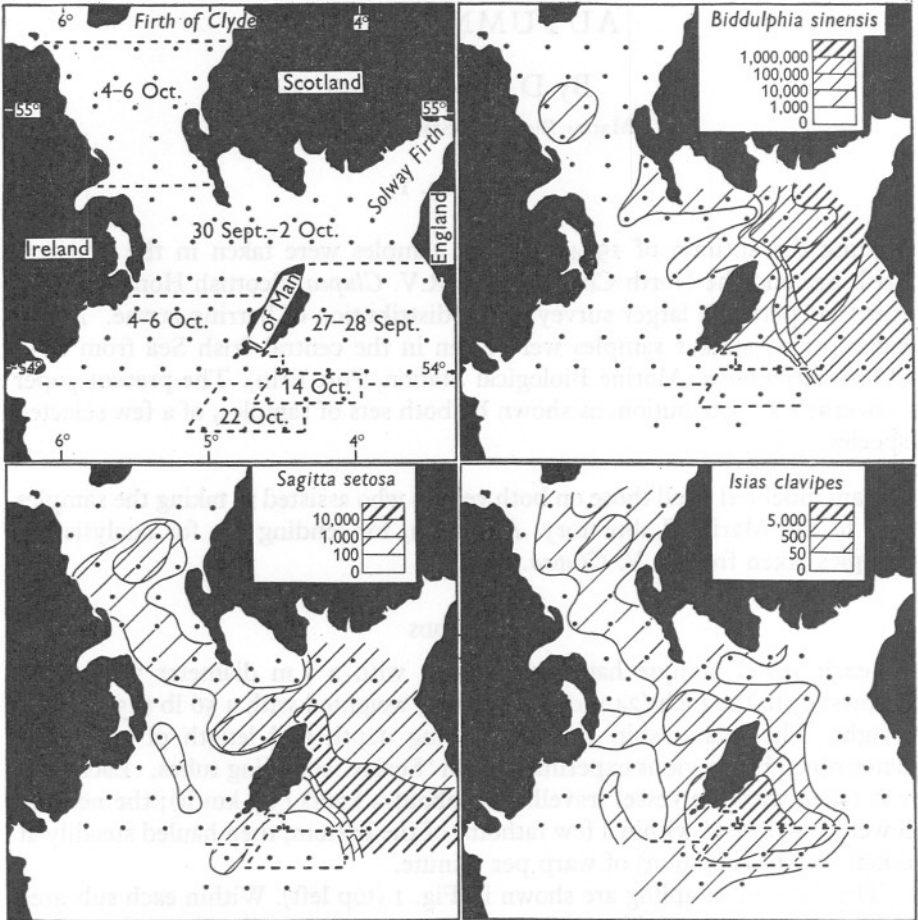 6° Firth of Clyde 4°
4–6 Oct.
Scotland
55° 55°
Solway Firth
England
Ireland
30 Sept.–2 Oct.
I. of Man
4–6 Oct.
27–28 Sept.
54° 54°
14 Oct.
22 Oct.
6° 5° 4°
Biddulphia sinensis
1,000,000
100,000
10,000
1,000
0
Sagitta setosa
10,000
1,000
100
0
Isias clavipes
5,000
500
50
0